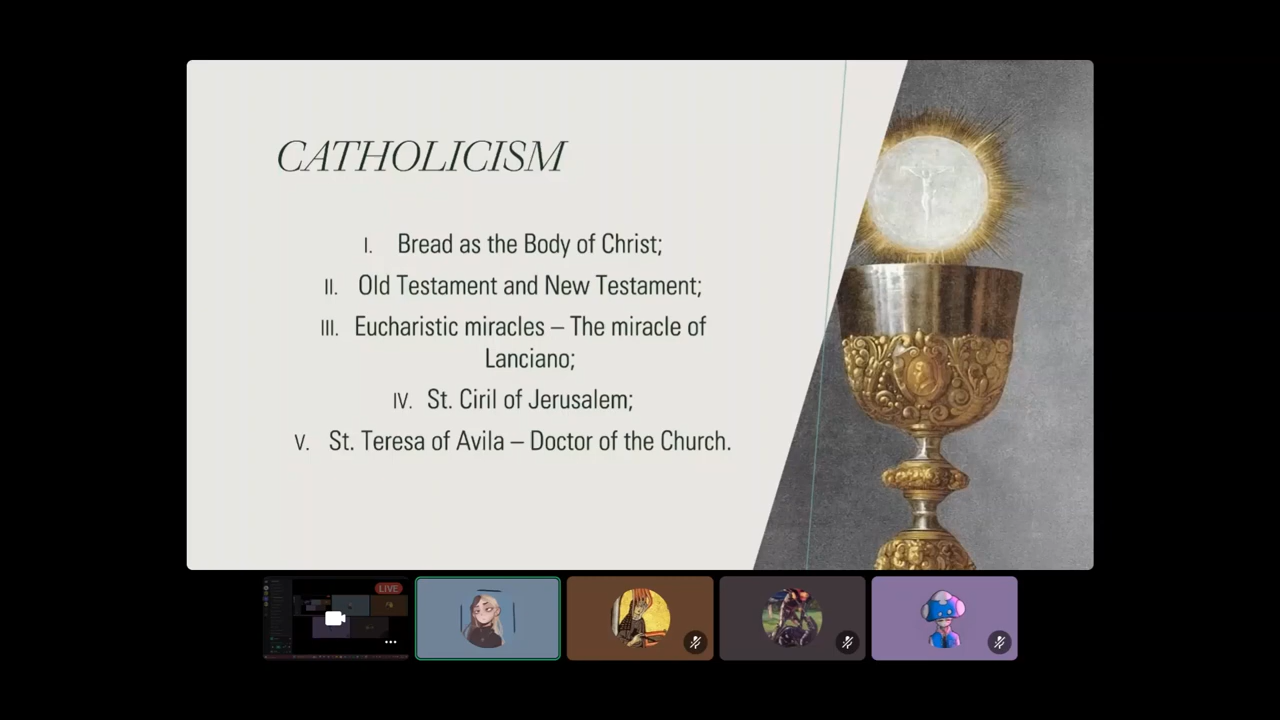 CATHOLICISM
I. Bread as the Body of Christ;
II. Old Testament and New Testament;
III. Eucharistic miracles – The miracle of
Lanciano;
IV. St. Ciril of Jerusalem;
V. St. Teresa of Avila – Doctor of the Church.
LIVE